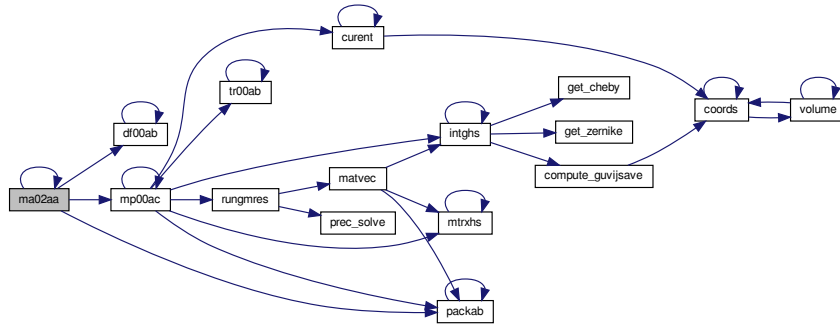 curent
tr00ab
get_cheby
coords
volume
df00ab
intghs
get_zernike
matvec
compute_guvijsave
ma02aa
mp00ac
rungmres
prec_solve
mtrxhs
packab